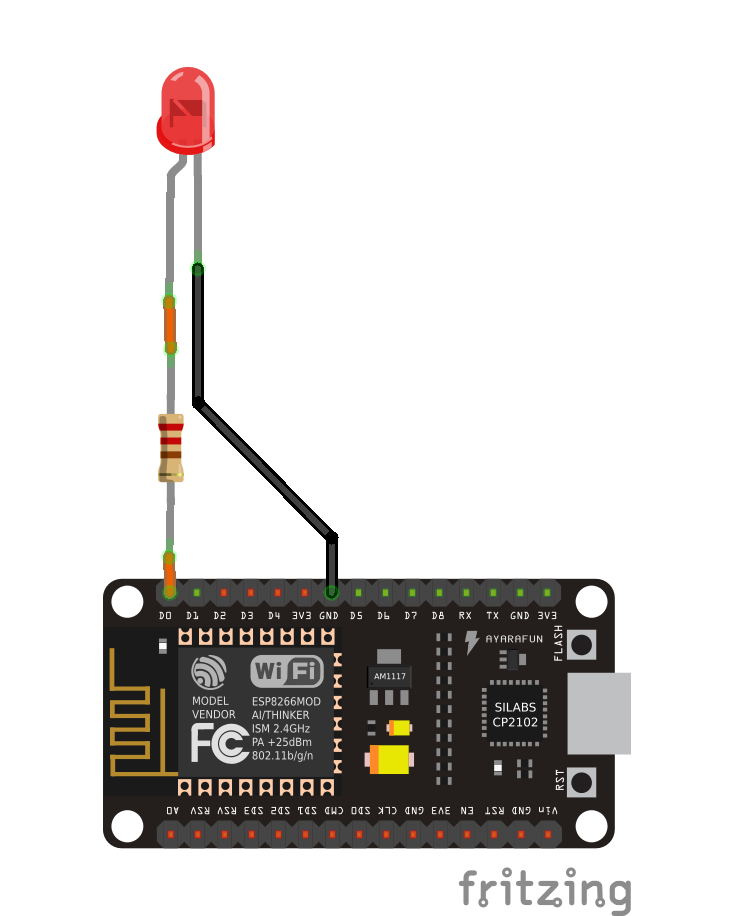 D0 D1 D2 D3 D4 3V3 GND D5 D6 D7 D8 RX TX GND 3V3
AYARAFUN
FLASH
Wi Fi
MODEL
VENDOR
ESP8266MOD
AI/THINKER
ISM 2.4GHz
PA +25dBm
802.11b/g/n
FC
AM1117
SILABS
CP2102
RST
A0 RSV RSV SD3 SD2 SD1 CMD SD0 CLK GND 3V3 EN RST GND Vin
fritzing